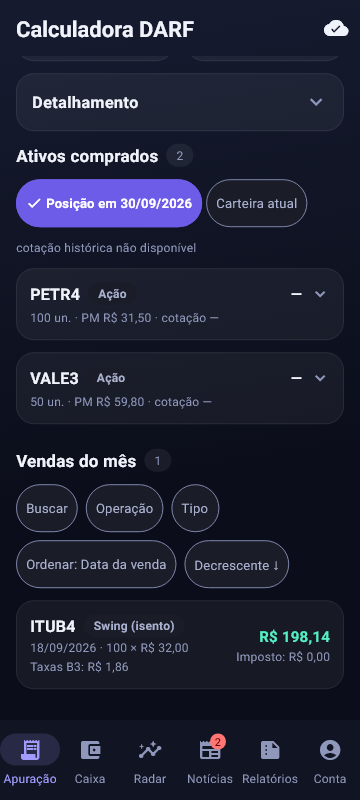 Calculadora DARF
Detalhamento
Ativos comprados 2
Posição em 30/09/2026 Carteira atual
cotação histórica não disponível
PETR4 Ação —
100 un. · PM R$ 31,50 · cotação —
VALE3 Ação —
50 un. · PM R$ 59,80 · cotação —
Vendas do mês 1
Buscar Operação Tipo
Ordenar: Data da venda Decrescente ↓
ITUB4 Swing (isento)
R$ 198,14
18/09/2026 · 100 × R$ 32,00
Imposto: R$ 0,00
Taxas B3: R$ 1,86
2
Apuração Caixa Radar Notícias Relatórios Conta